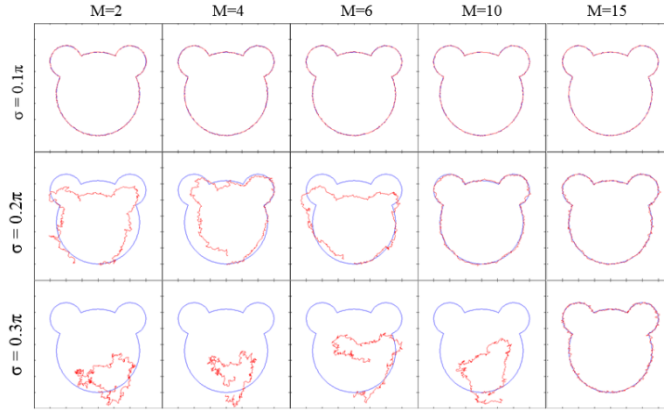 M=2 M=4 M=6 M=10 M=15
σ = 0.1π
σ = 0.2π
σ = 0.3π